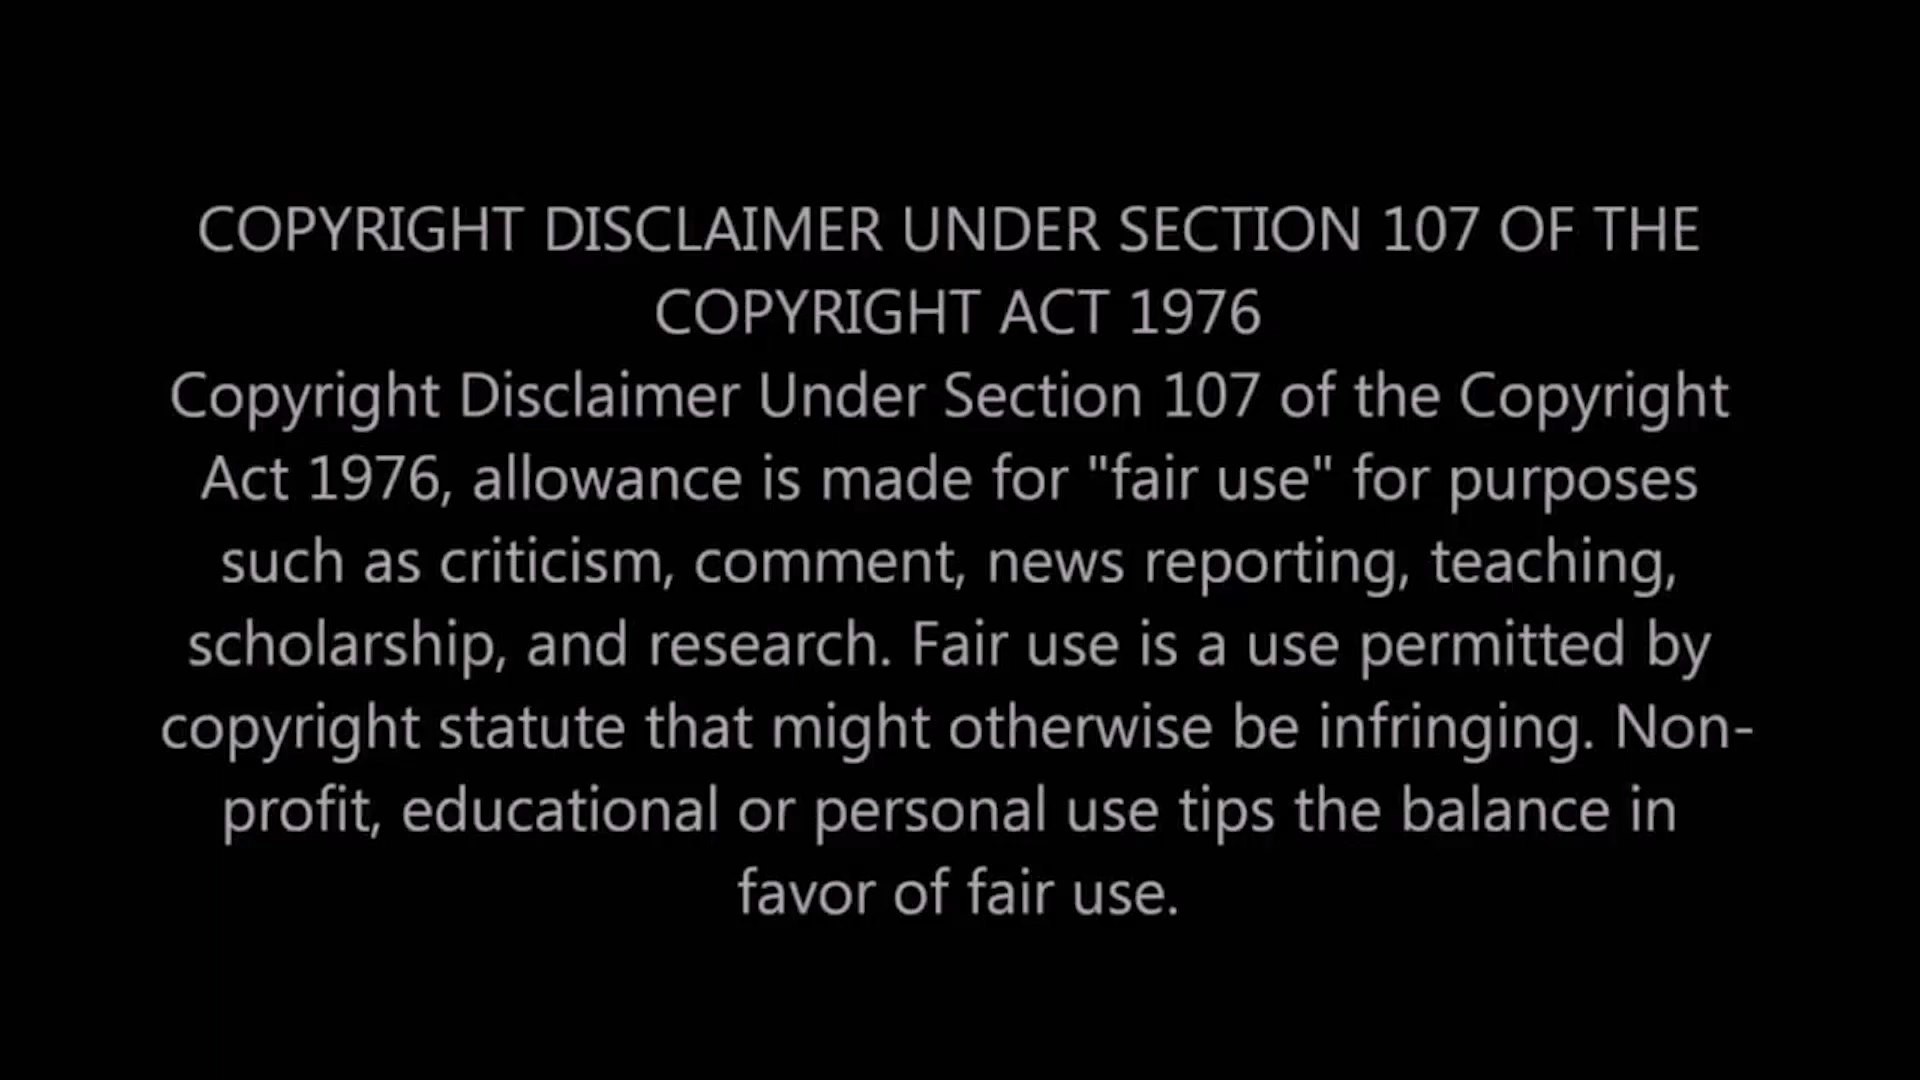 COPYRIGHT DISCLAIMER UNDER SECTION 107 OF THE
COPYRIGHT ACT 1976
Copyright Disclaimer Under Section 107 of the Copyright
Act 1976, allowance is made for "fair use" for purposes
such as criticism, comment, news reporting, teaching,
scholarship, and research. Fair use is a use permitted by
copyright statute that might otherwise be infringing. Non-
profit, educational or personal use tips the balance in
favor of fair use.